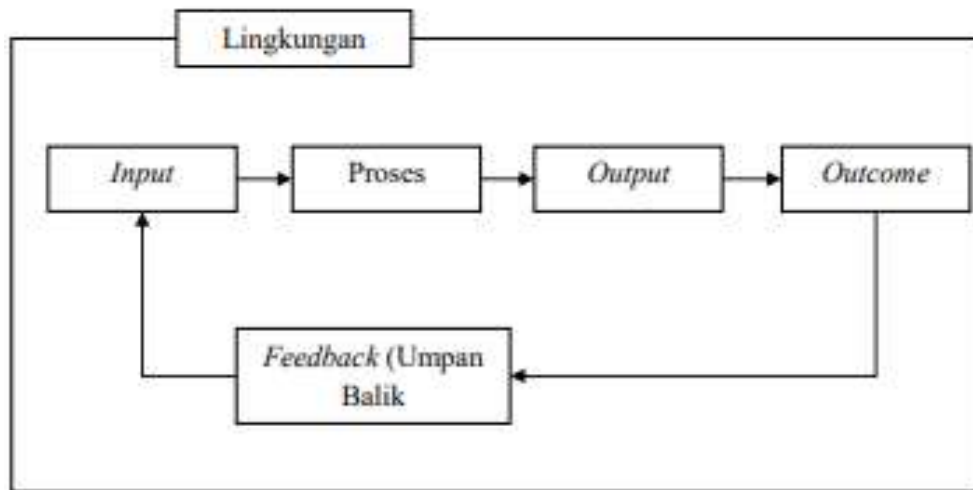 Lingkungan
Input
Proses
Output
Outcome
Feedback (Umpan
Balik